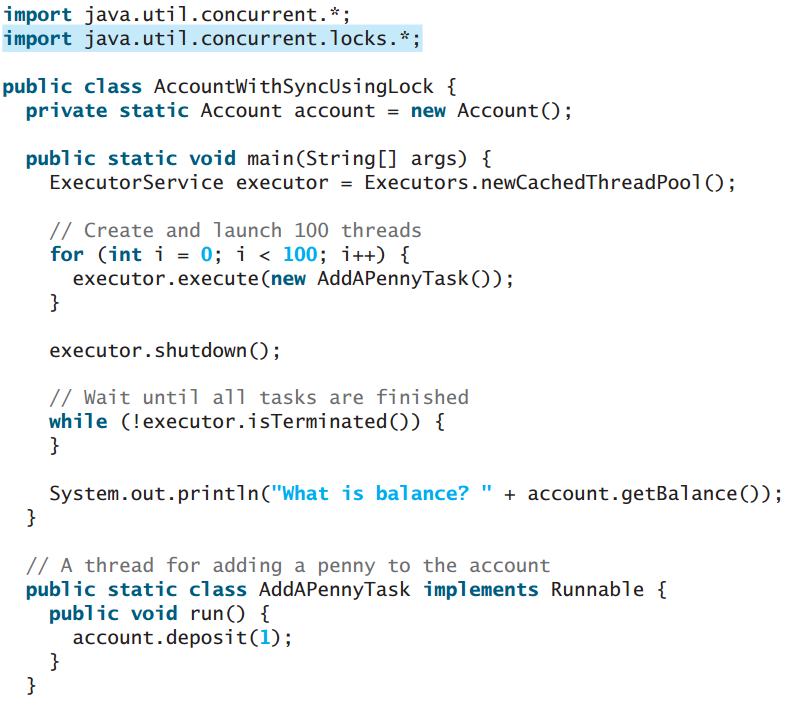 import java.util.concurrent.*;
import java.util.concurrent.locks.*;

public class AccountWithSyncUsingLock {
  private static Account account = new Account();

  public static void main(String[] args) {
    ExecutorService executor = Executors.newCachedThreadPool();

    // Create and launch 100 threads
    for (int i = 0; i < 100; i++) {
      executor.execute(new AddAPennyTask());
    }

    executor.shutdown();

    // Wait until all tasks are finished
    while (!executor.isTerminated()) {
    }

    System.out.println("What is balance? " + account.getBalance());
  }

  // A thread for adding a penny to the account
  public static class AddAPennyTask implements Runnable {
    public void run() {
      account.deposit(1);
    }
  }